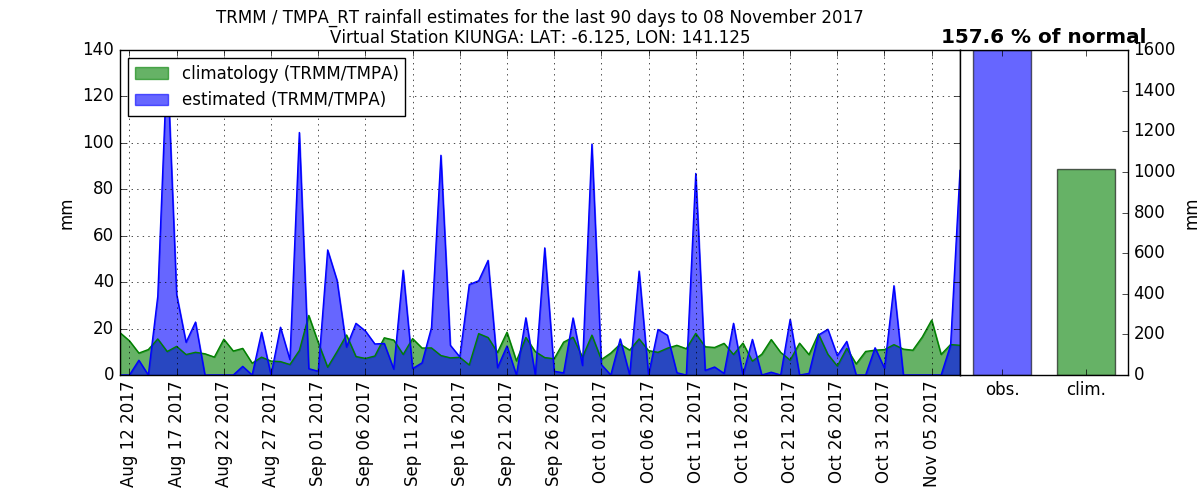 TRMM / TMPA_RT rainfall estimates for the last 90 days to 08 November 2017
Virtual Station KIUNGA: LAT: -6.125, LON: 141.125
157.6 % of normal
climatology (TRMM/TMPA)
estimated (TRMM/TMPA)
140
120
100
80
60
40
20
0
mm
Aug 12 2017
Aug 17 2017
Aug 22 2017
Aug 27 2017
Sep 01 2017
Sep 06 2017
Sep 11 2017
Sep 16 2017
Sep 21 2017
Sep 26 2017
Oct 01 2017
Oct 06 2017
Oct 11 2017
Oct 16 2017
Oct 21 2017
Oct 26 2017
Oct 31 2017
Nov 05 2017
obs.
clim.
1600
1400
1200
1000
800
600
400
200
0
mm